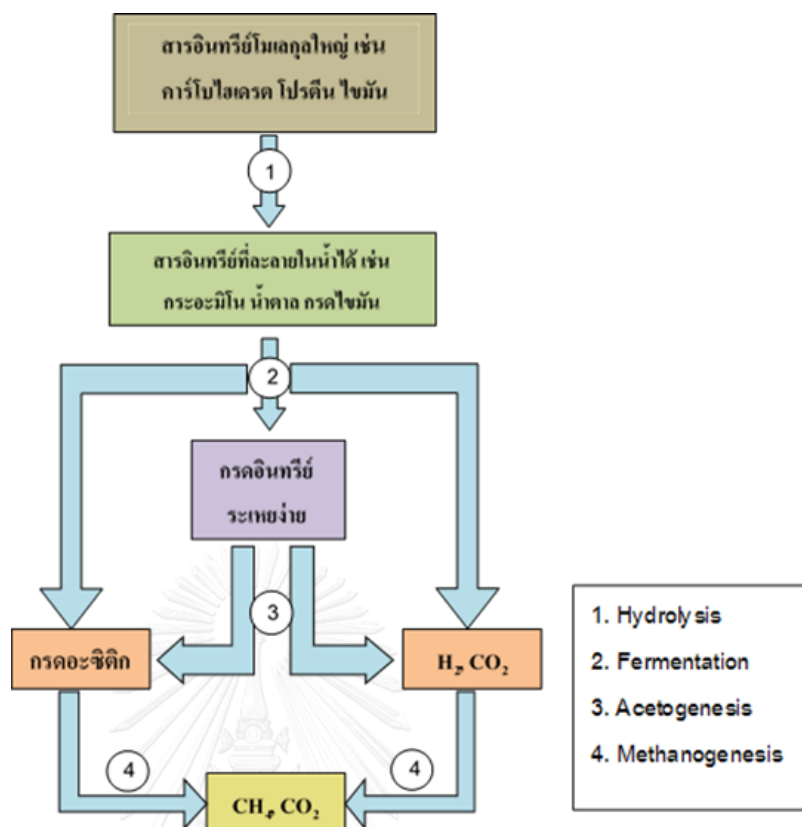 สารอินทรีย์โมเลกุลใหญ่ เช่น
การ์โบไฮเดรต โปรตีน ไขมัน
1
สารอินทรีย์ที่ละลายในน้ำได้ เช่น
กระอะมิโน น้ำตาล กรดไขมัน
2
กรดอินทรีย์
ระเหยง่าย
3
กรดอะซิติก
H₂, CO₂
4
4
CH₄, CO₂
1. Hydrolysis
2. Fermentation
3. Acetogenesis
4. Methanogenesis